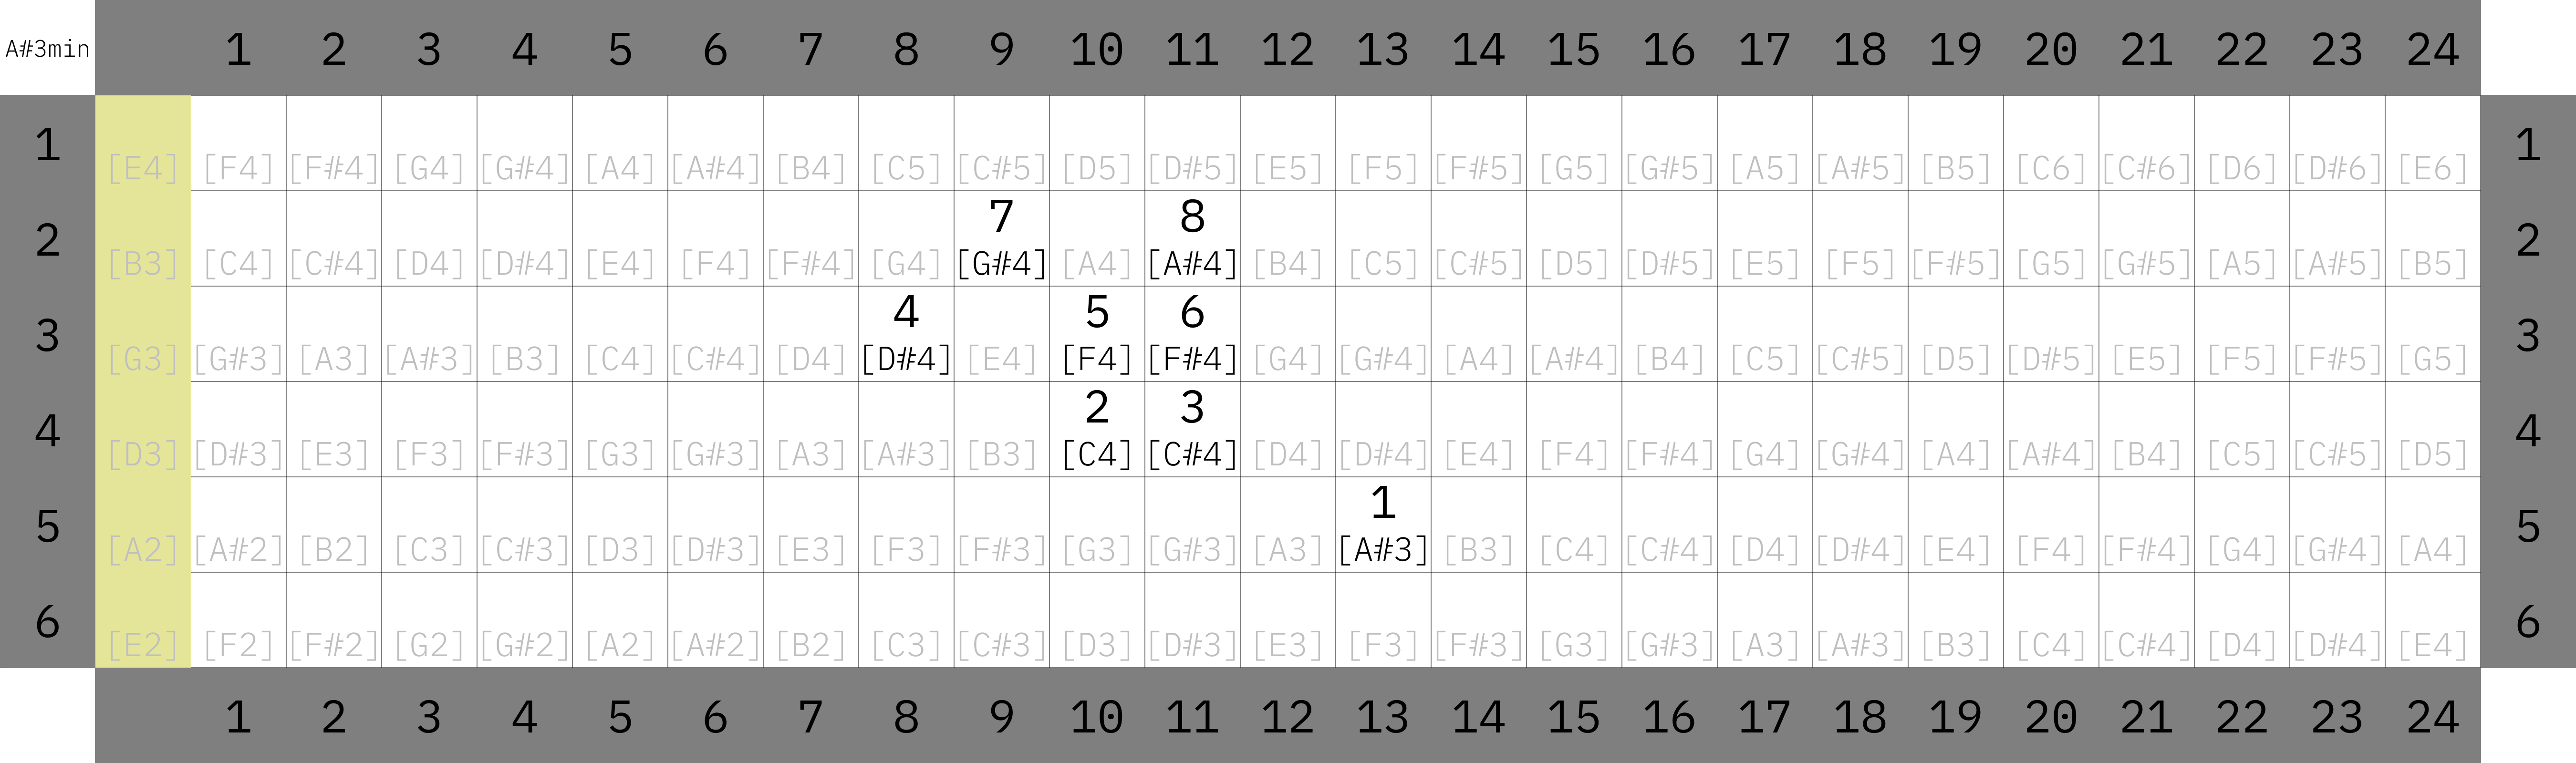 A#3min 1 2 3 4 5 6 7 8 9 10 11 12 13 14 15 16 17 18 19 20 21 22 23 24
1 [E4] [F4] [F#4] [G4] [G#4] [A4] [A#4] [B4] [C5] [C#5] [D5] [D#5] [E5] [F5] [F#5] [G5] [G#5] [A5] [A#5] [B5] [C6] [C#6] [D6] [D#6] [E6] 1
7 8
2 [B3] [C4] [C#4] [D4] [D#4] [E4] [F4] [F#4] [G4] [G#4] [A4] [A#4] [B4] [C5] [C#5] [D5] [D#5] [E5] [F5] [F#5] [G5] [G#5] [A5] [A#5] [B5] 2
4 5 6
3 [G3] [G#3] [A3] [A#3] [B3] [C4] [C#4] [D4] [D#4] [E4] [F4] [F#4] [G4] [G#4] [A4] [A#4] [B4] [C5] [C#5] [D5] [D#5] [E5] [F5] [F#5] [G5] 3
2 3
4 [D3] [D#3] [E3] [F3] [F#3] [G3] [G#3] [A3] [A#3] [B3] [C4] [C#4] [D4] [D#4] [E4] [F4] [F#4] [G4] [G#4] [A4] [A#4] [B4] [C5] [C#5] [D5] 4
1
5 [A2] [A#2] [B2] [C3] [C#3] [D3] [D#3] [E3] [F3] [F#3] [G3] [G#3] [A3] [A#3] [B3] [C4] [C#4] [D4] [D#4] [E4] [F4] [F#4] [G4] [G#4] [A4] 5
6 [E2] [F2] [F#2] [G2] [G#2] [A2] [A#2] [B2] [C3] [C#3] [D3] [D#3] [E3] [F3] [F#3] [G3] [G#3] [A3] [A#3] [B3] [C4] [C#4] [D4] [D#4] [E4] 6
1 2 3 4 5 6 7 8 9 10 11 12 13 14 15 16 17 18 19 20 21 22 23 24